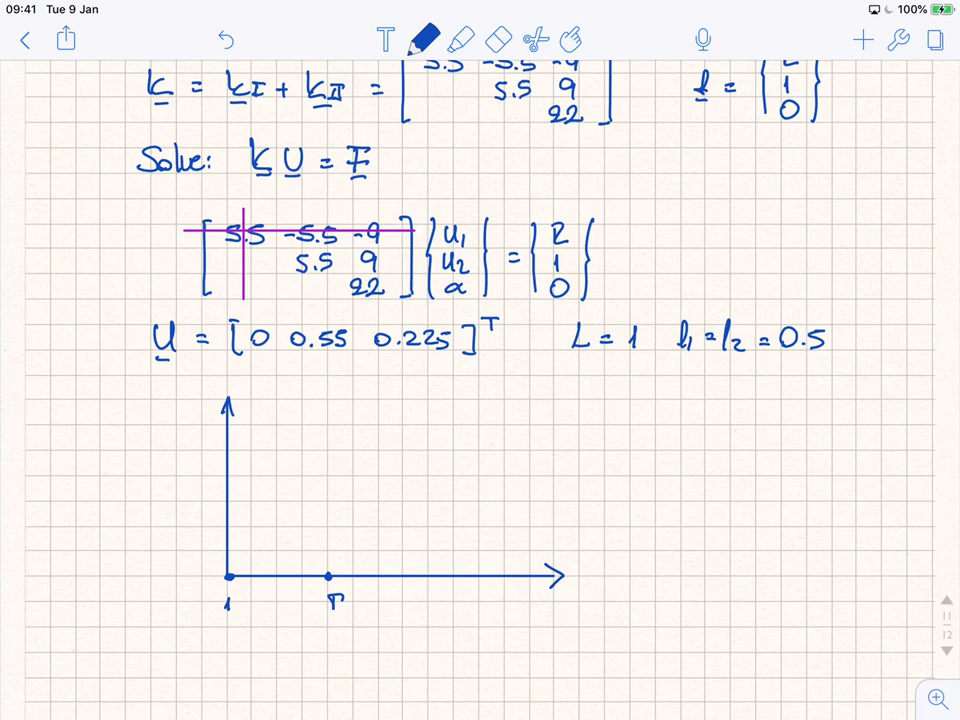 09:41 Tue 9 Jan 100%
T
K = KI + KII = [5.5 -5.5 -9
5.5 9 f = { 1
22 ] 0 }
Solve: K U = F
[5.5 -5.5 -9 {U1 {R
5.5 9 U2 = 1
22] a} 0}
U = [0 0.55 0.225]ᵀ L = 1 l1 = l2 = 0.5
1
11
12